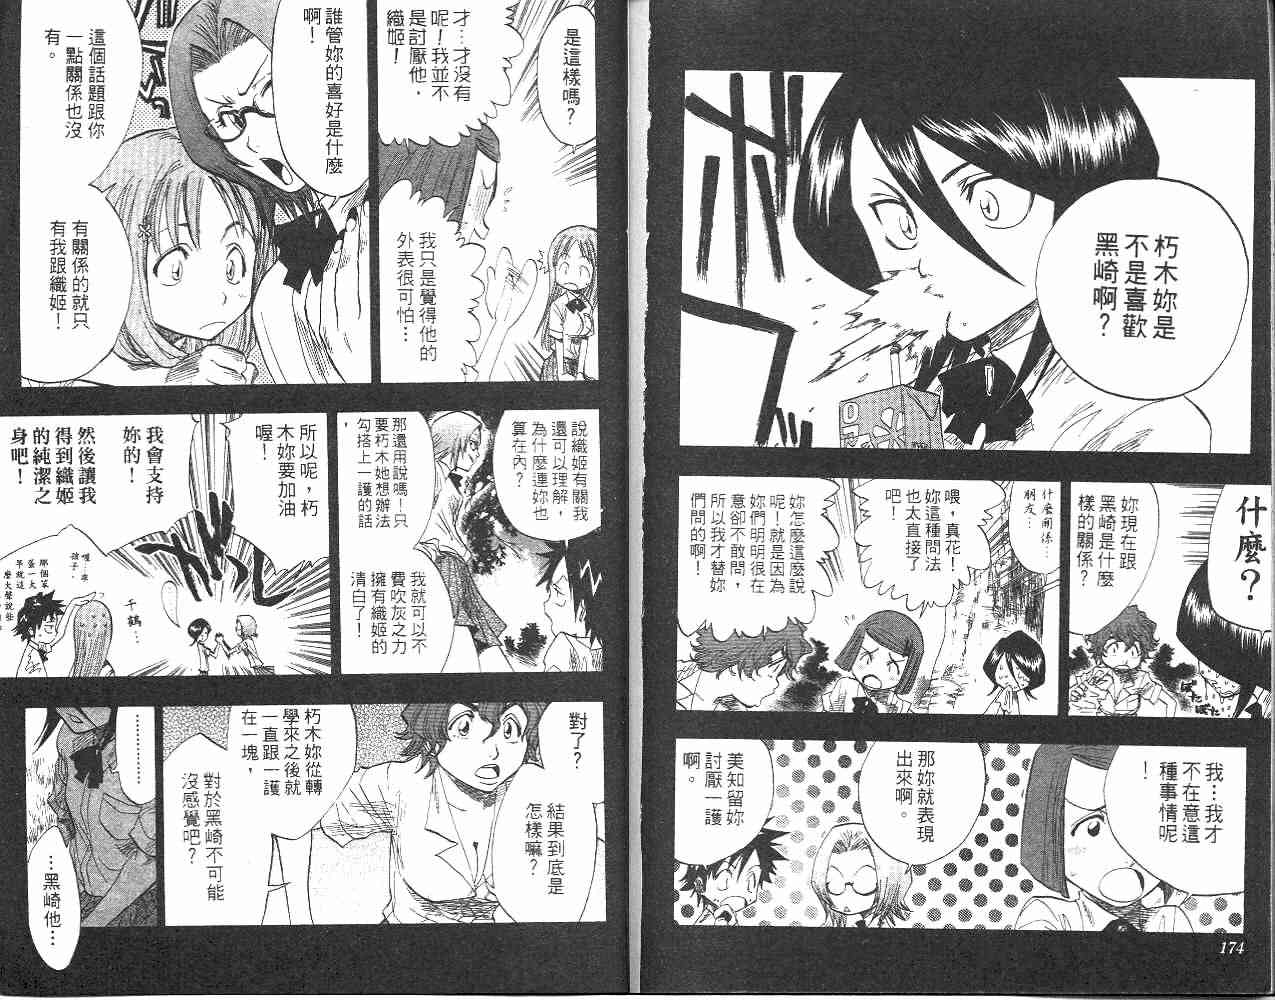 朽木妳是
不是喜歡
黑崎啊？
什麼？
妳現在跟
黑崎是什麼
樣的關係？
什麼關係…
朋友…
喂，真花！
妳這種問法
也太直接了
吧！
妳怎麼這麼說
呢！就是因為
妳們明明很在
意卻不敢問，
所以我才替妳
們問的啊！
我…我才
不在意這
種事情呢
！
那妳就表現
出來啊。
美知留妳
討厭一護
啊。
174
是這樣嗎？
才…才沒有
呢！我並不
是討厭他，
織姬！
我只是覺得他的
外表很可怕…
誰管妳的喜好是什麼
啊！
這個話題跟你
一點關係也沒
有。
有關係的就只
有我跟織姬！
說織姬有關我
還可以理解，
為什麼連妳也
算在內？
那還用說嗎！只
要朽木她想辦法
勾搭上一護的話
，
我就可以不
費吹灰之力
擁有織姬的
清白了！
所以呢，朽
木妳要加油
喔！
我會支持
妳的！
然後讓我
得到織姬
的純潔之
身吧！
千鶴…
對了？
結果到底是
怎樣嘛？
朽木妳從轉
學來之後就
一直跟一護
在一塊，
對於黑崎不可能
沒感覺吧？
…………
…黑崎他…